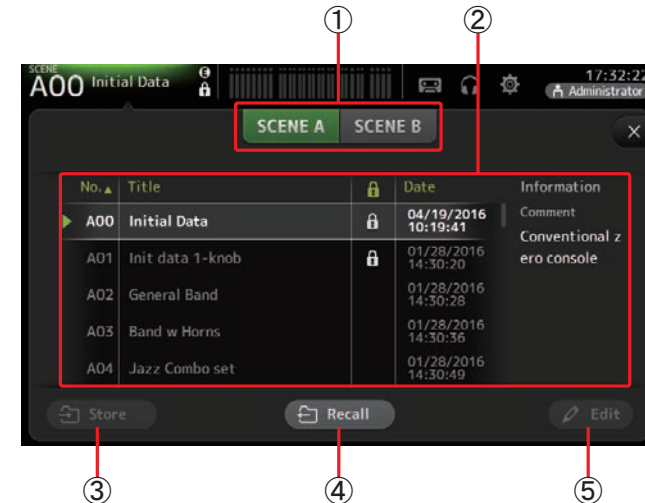 ① ②
SCENE
A00 Initial Data
17:32:22
Administrator
SCENE A SCENE B
No. Title Date Information
A00 Initial Data 04/19/2016 10:19:41
Comment
Conventional z
ero console
A01 Init data 1-knob 01/28/2016 14:30:20
A02 General Band 01/28/2016 14:30:28
A03 Band w Horns 01/28/2016 14:30:36
A04 Jazz Combo set 01/28/2016 14:30:49
Store Recall Edit
③ ④ ⑤